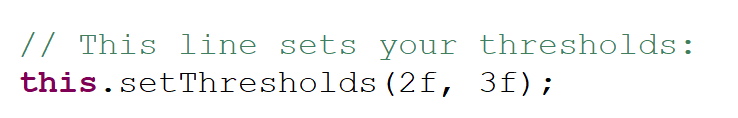 // This line sets your thresholds:
this.setThresholds(2f, 3f);